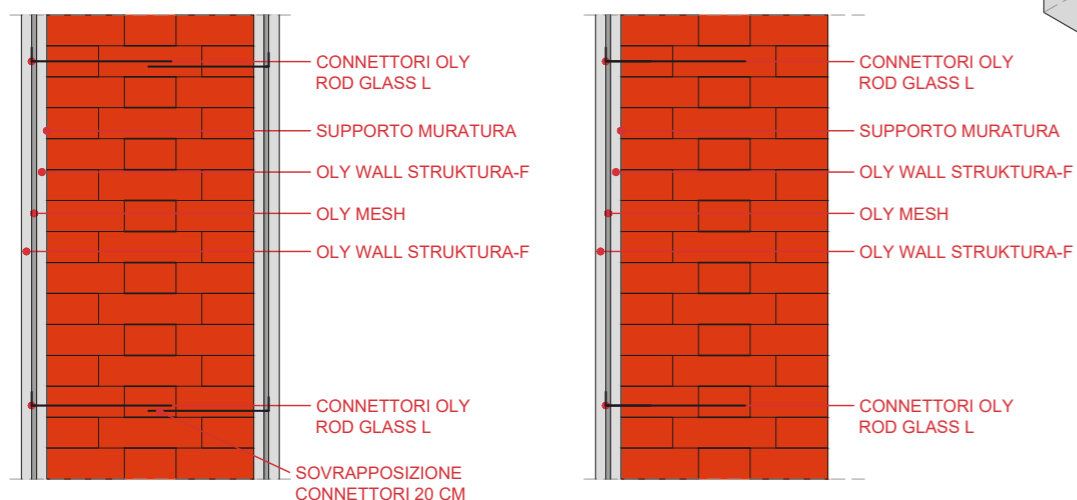 CONNETTORI OLY
ROD GLASS L
SUPPORTO MURATURA
OLY WALL STRUKTURA-F
OLY MESH
OLY WALL STRUKTURA-F
CONNETTORI OLY
ROD GLASS L
SOVRAPPOSIZIONE
CONNETTORI 20 CM
CONNETTORI OLY
ROD GLASS L
SUPPORTO MURATURA
OLY WALL STRUKTURA-F
OLY MESH
OLY WALL STRUKTURA-F
CONNETTORI OLY
ROD GLASS L